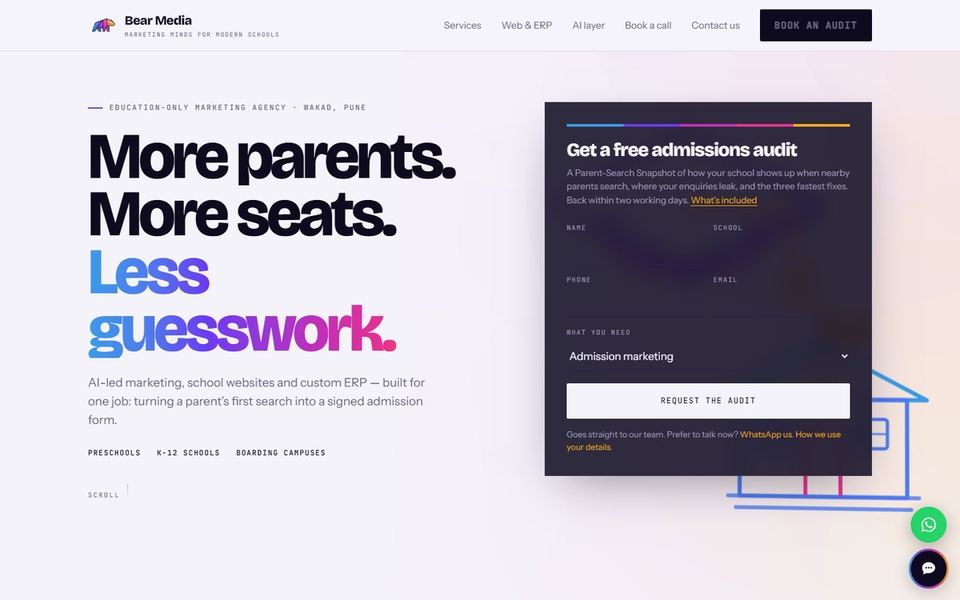 Bear Media
MARKETING MINDS FOR MODERN SCHOOLS
Services
Web & ERP
AI layer
Book a call
Contact us
BOOK AN AUDIT
EDUCATION-ONLY MARKETING AGENCY · WAKAD, PUNE
More parents.
More seats.
Less
guesswork.
AI-led marketing, school websites and custom ERP — built for
one job: turning a parent's first search into a signed admission
form.
PRESCHOOLS
K-12 SCHOOLS
BOARDING CAMPUSES
SCROLL
Get a free admissions audit
A Parent-Search Snapshot of how your school shows up when nearby
parents search, where your enquiries leak, and the three fastest fixes.
Back within two working days. What's included
NAME
SCHOOL
PHONE
EMAIL
WHAT YOU NEED
Admission marketing
REQUEST THE AUDIT
Goes straight to our team. Prefer to talk now? WhatsApp us. How we use
your details.